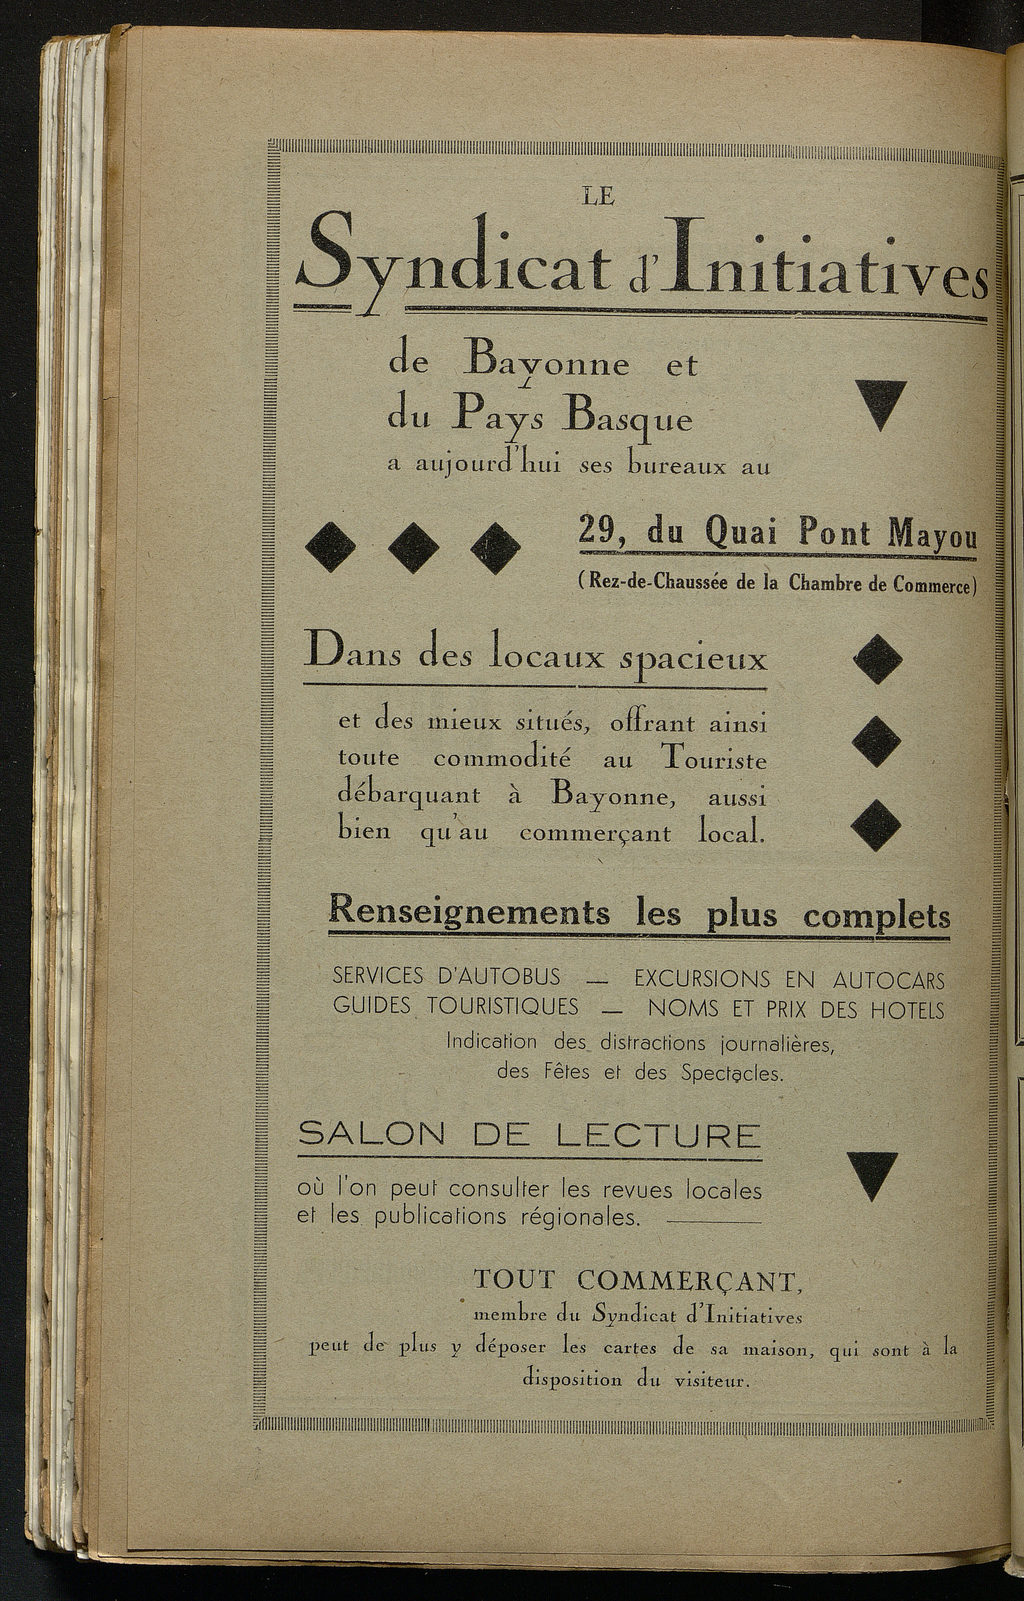 LE
Syndicat d'Initiatives
de Bayonne et
du Pays Basque
a aujourd'hui ses bureaux au
29, du Quai Pont Mayou
(Rez-de-Chaussée de la Chambre de Commerce)
Dans des locaux spacieux
et des mieux situés, offrant ainsi
toute commodité au Touriste
débarquant à Bayonne, aussi
bien qu'au commerçant local.
Renseignements les plus complets
SERVICES D'AUTOBUS — EXCURSIONS EN AUTOCARS
GUIDES TOURISTIQUES — NOMS ET PRIX DES HOTELS
Indication des distractions journalières,
des Fêtes et des Spectacles.
SALON DE LECTURE
où l'on peut consulter les revues locales
et les publications régionales.
TOUT COMMERÇANT,
membre du Syndicat d'Initiatives
peut de plus y déposer les cartes de sa maison, qui sont à la
disposition du visiteur.